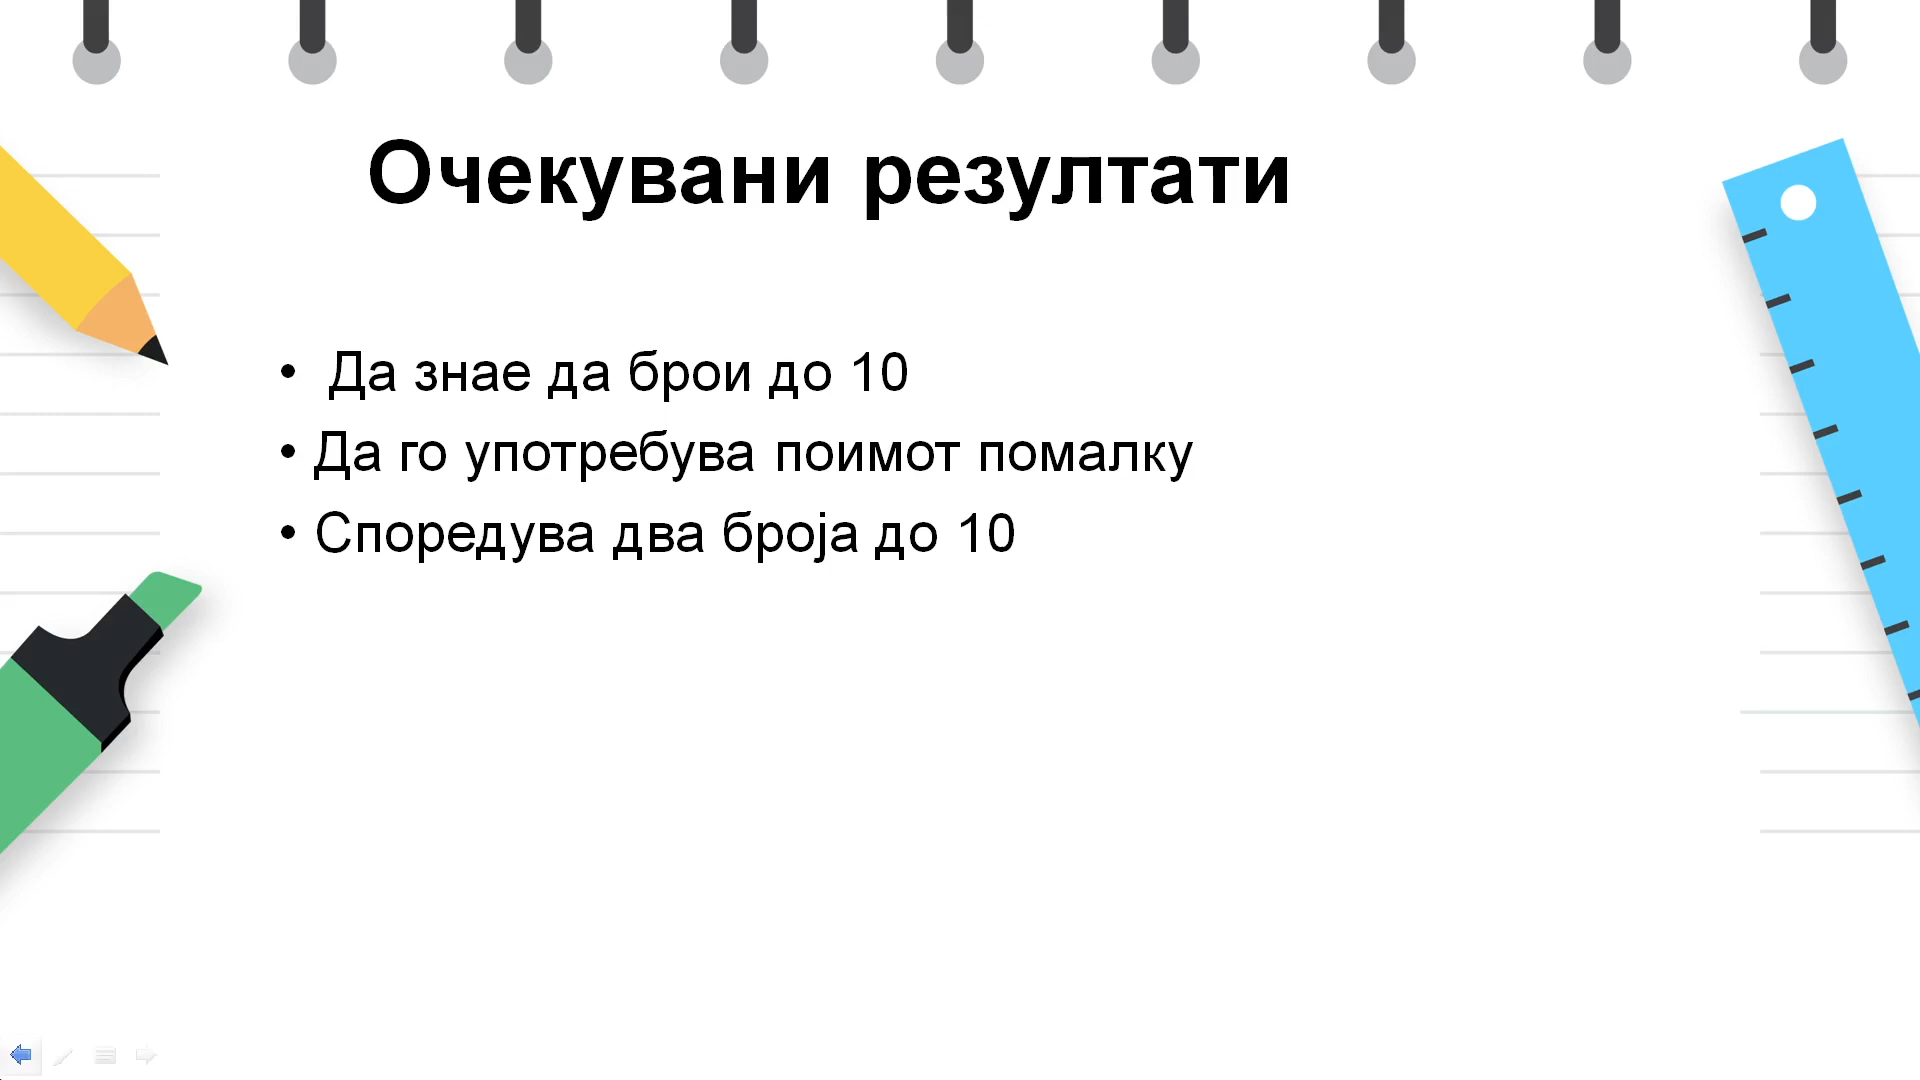 Очекувани резултати
• Да знае да брои до 10
• Да го употребува поимот помалку
• Споредува два броја до 10